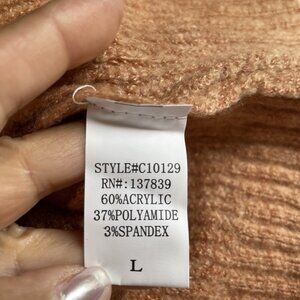 STYLE#C10129
RN#:137839
60%ACRYLIC
37%POLYAMIDE
3%SPANDEX
L